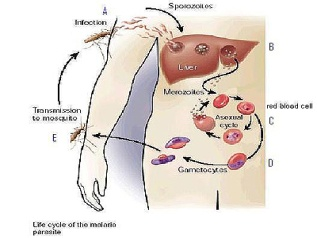 Sporozoites
A
Infection
B
Liver
Merozoites
red blood cell
Transmission
to mosquito
Asexual
cycle
C
E
D
Gametocytes
Life cycle of the malaria
parasite